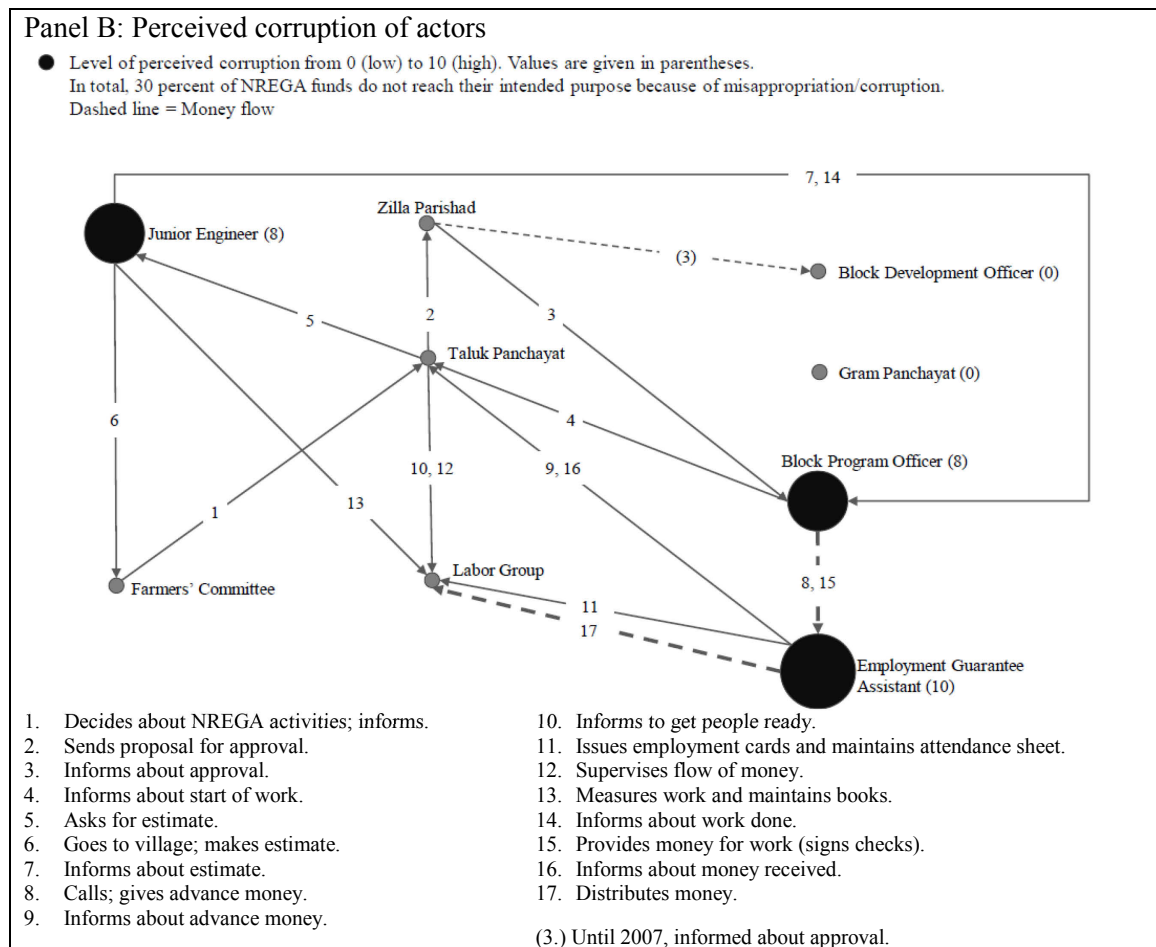 Panel B: Perceived corruption of actors
Level of perceived corruption from 0 (low) to 10 (high). Values are given in parentheses.
In total, 30 percent of NREGA funds do not reach their intended purpose because of misappropriation/corruption.
Dashed line = Money flow
7, 14
Zilla Parishad
Junior Engineer (8)
(3)
Block Development Officer (0)
2
3
5
Taluk Panchayat
Gram Panchayat (0)
6
4
Block Program Officer (8)
10, 12
9, 16
13
1
Labor Group
Farmers' Committee
8, 15
11
17
Employment Guarantee
Assistant (10)
1. Decides about NREGA activities; informs.
2. Sends proposal for approval.
3. Informs about approval.
4. Informs about start of work.
5. Asks for estimate.
6. Goes to village; makes estimate.
7. Informs about estimate.
8. Calls; gives advance money.
9. Informs about advance money.
10. Informs to get people ready.
11. Issues employment cards and maintains attendance sheet.
12. Supervises flow of money.
13. Measures work and maintains books.
14. Informs about work done.
15. Provides money for work (signs checks).
16. Informs about money received.
17. Distributes money.
(3.) Until 2007, informed about approval.